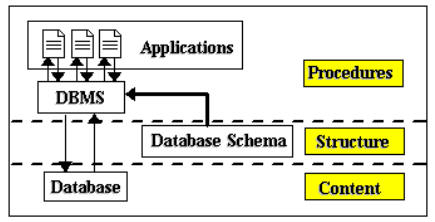 Applications
Procedures
DBMS
Database Schema
Structure
Database
Content